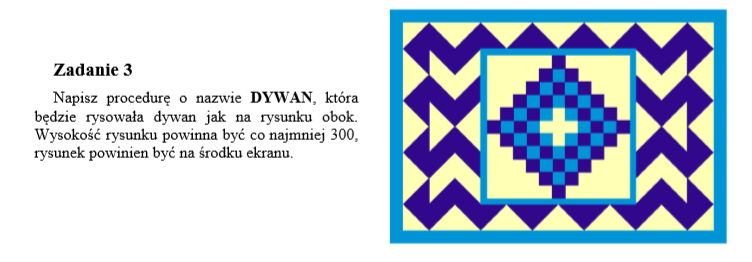 Zadanie 3
Napisz procedurę o nazwie DYWAN, która
będzie rysowała dywan jak na rysunku obok.
Wysokość rysunku powinna być co najmniej 300,
rysunek powinien być na środku ekranu.